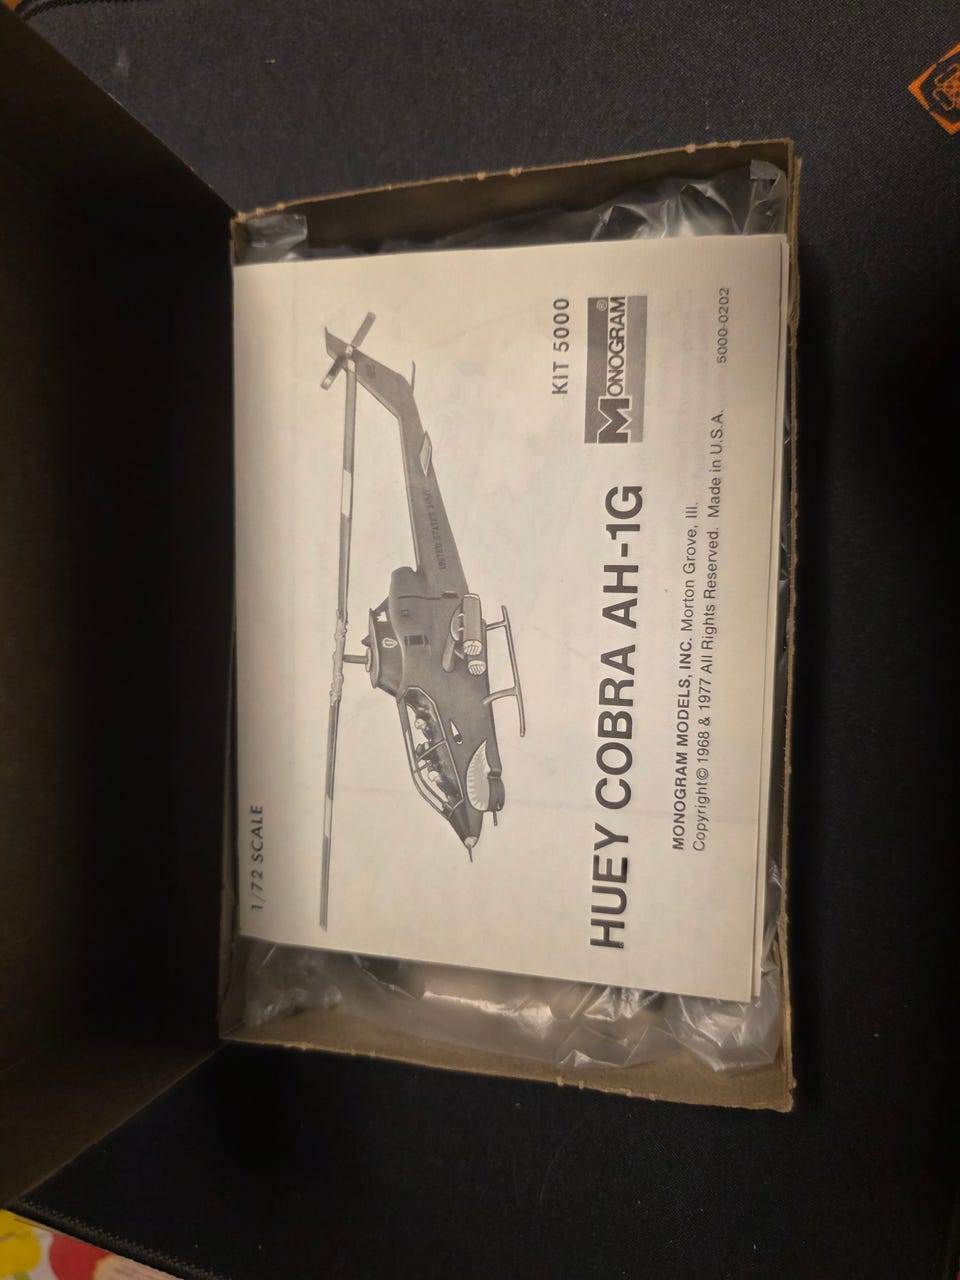 1/72 SCALE
UNITED STATES ARMY
KIT 5000
HUEY COBRA AH-1G
MONOGRAM®
MONOGRAM MODELS, INC. Morton Grove, Ill.
Copyright© 1968 & 1977 All Rights Reserved. Made in U.S.A.
5000-0202